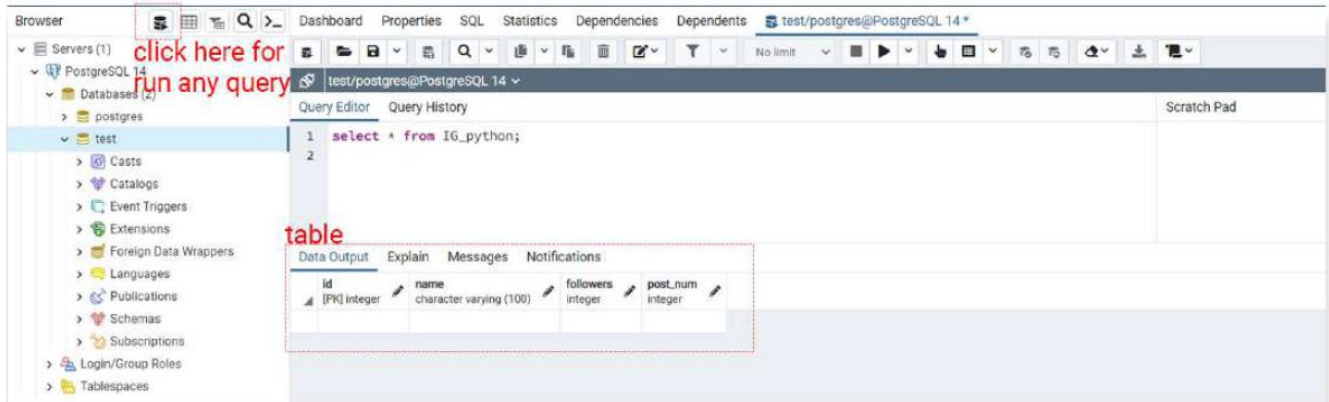 Browser
Dashboard Properties SQL Statistics Dependencies Dependents test/postgres@PostgreSQL 14 *
Servers (1)
click here for
run any query
No limit
PostgreSQL 14
test/postgres@PostgreSQL 14
Databases (2)
Query Editor Query History
Scratch Pad
postgres
1 select * from IG_python;
test
2
Casts
Catalogs
Event Triggers
Extensions
table
Foreign Data Wrappers
Data Output Explain Messages Notifications
Languages
id name followers post_num
[PK] integer character varying (100) integer integer
Publications
Schemas
Subscriptions
Login/Group Roles
Tablespaces